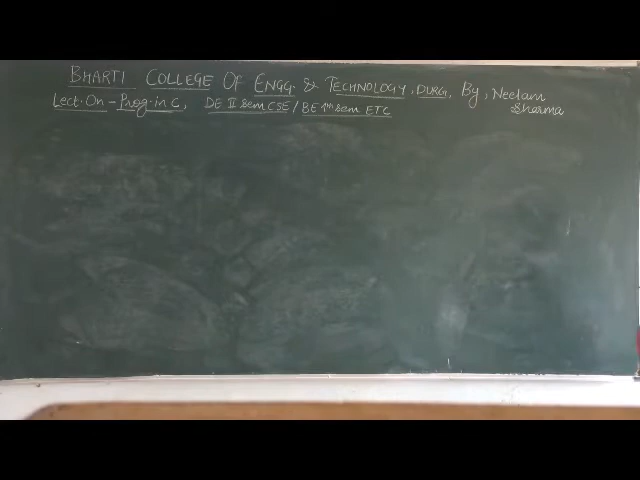 BHARTI COLLEGE OF ENGG. & TECHNOLOGY, DURG, By, Neelam Sharma
Lect. On - Prog. in C, DE II sem CSE / BE sem ETC